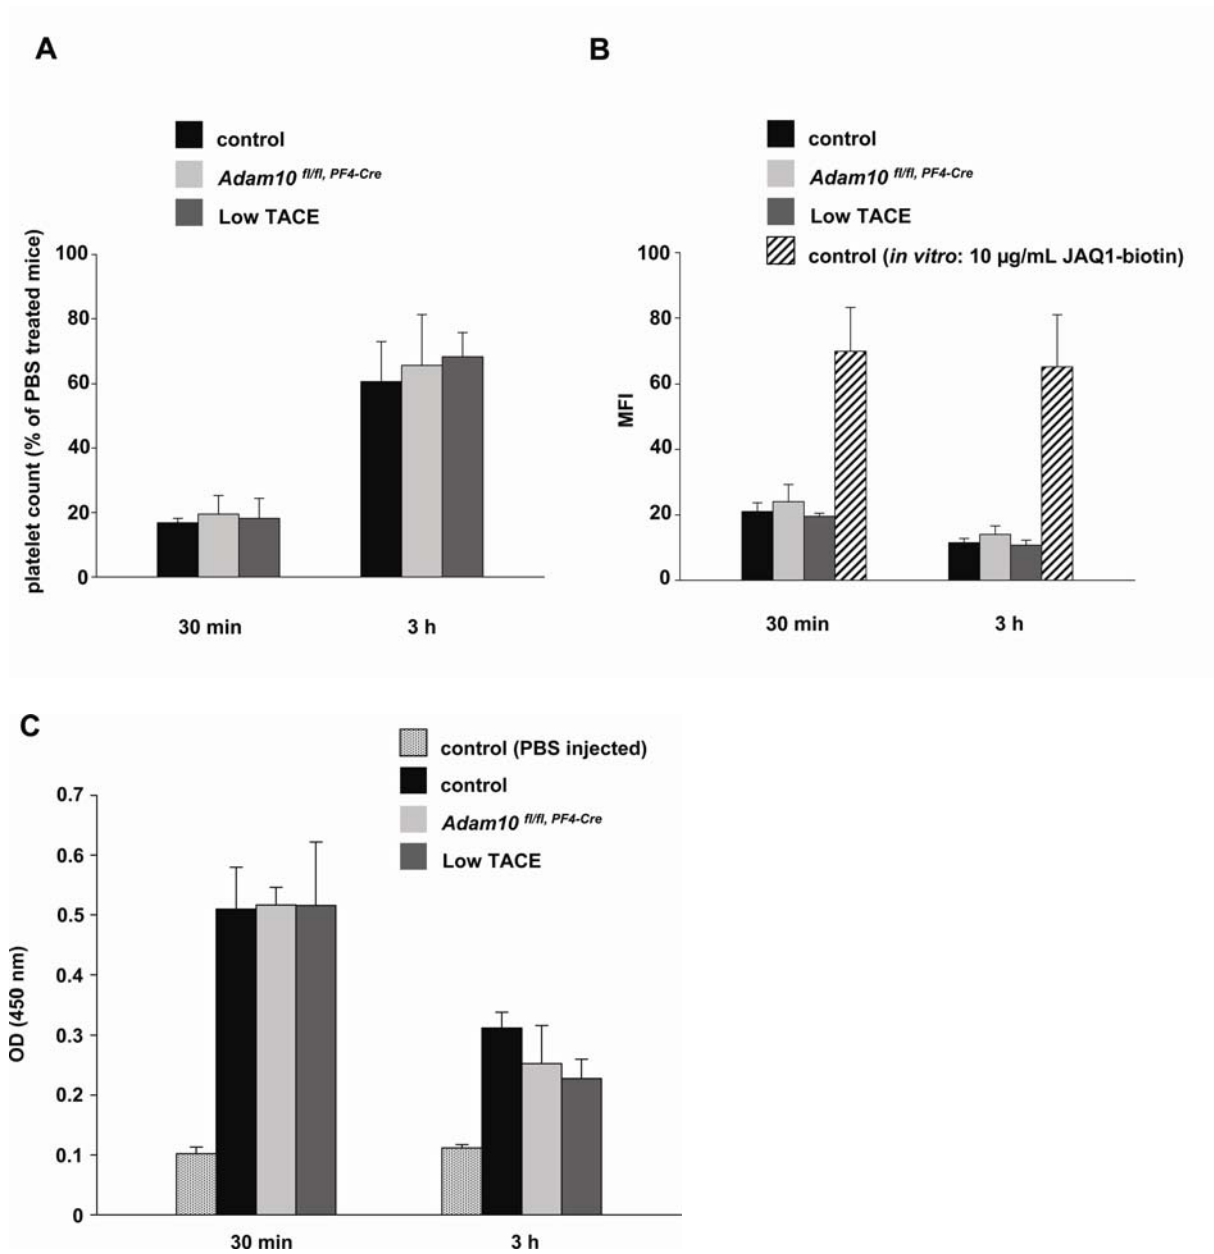 A
control
Adam10 fl/fl, PF4-Cre
Low TACE
platelet count (% of PBS treated mice)
100
80
60
40
20
0
30 min
3 h
B
control
Adam10 fl/fl, PF4-Cre
Low TACE
control (in vitro: 10 µg/mL JAQ1-biotin)
MFI
100
80
60
40
20
0
30 min
3 h
C
control (PBS injected)
control
Adam10 fl/fl, PF4-Cre
Low TACE
OD (450 nm)
0.7
0.6
0.5
0.4
0.3
0.2
0.1
0
30 min
3 h